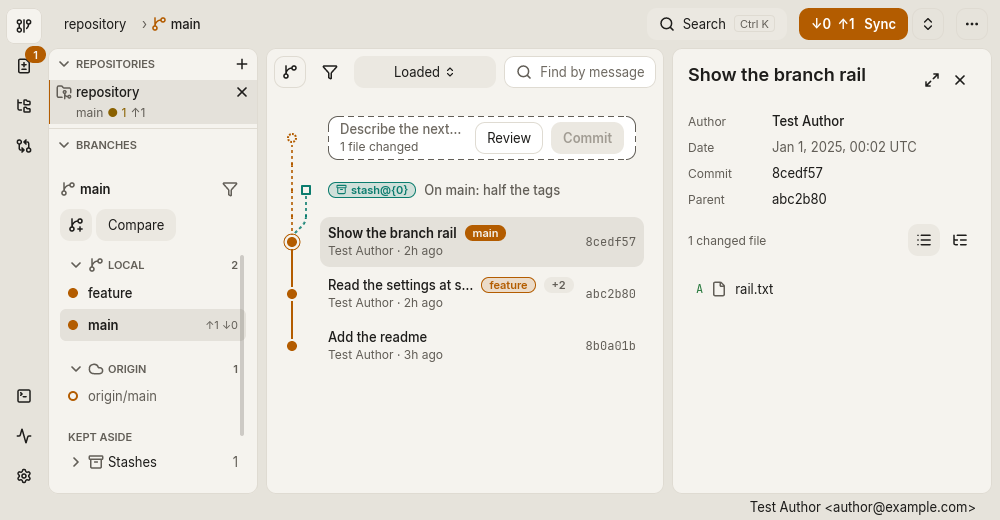 repository › main
Search Ctrl K
↓0 ↑1 Sync
1
REPOSITORIES
repository
main 1 ↑1
BRANCHES
main
Compare
LOCAL 2
feature
main ↑1 ↓0
ORIGIN 1
origin/main
KEPT ASIDE
Stashes 1
Loaded
Find by message
Describe the next...
1 file changed
Review
Commit
stash@{0} On main: half the tags
Show the branch rail main
Test Author · 2h ago
8cedf57
Read the settings at s... feature +2
Test Author · 2h ago
abc2b80
Add the readme
Test Author · 3h ago
8b0a01b
Show the branch rail
Author Test Author
Date Jan 1, 2025, 00:02 UTC
Commit 8cedf57
Parent abc2b80
1 changed file
A rail.txt
Test Author <author@example.com>